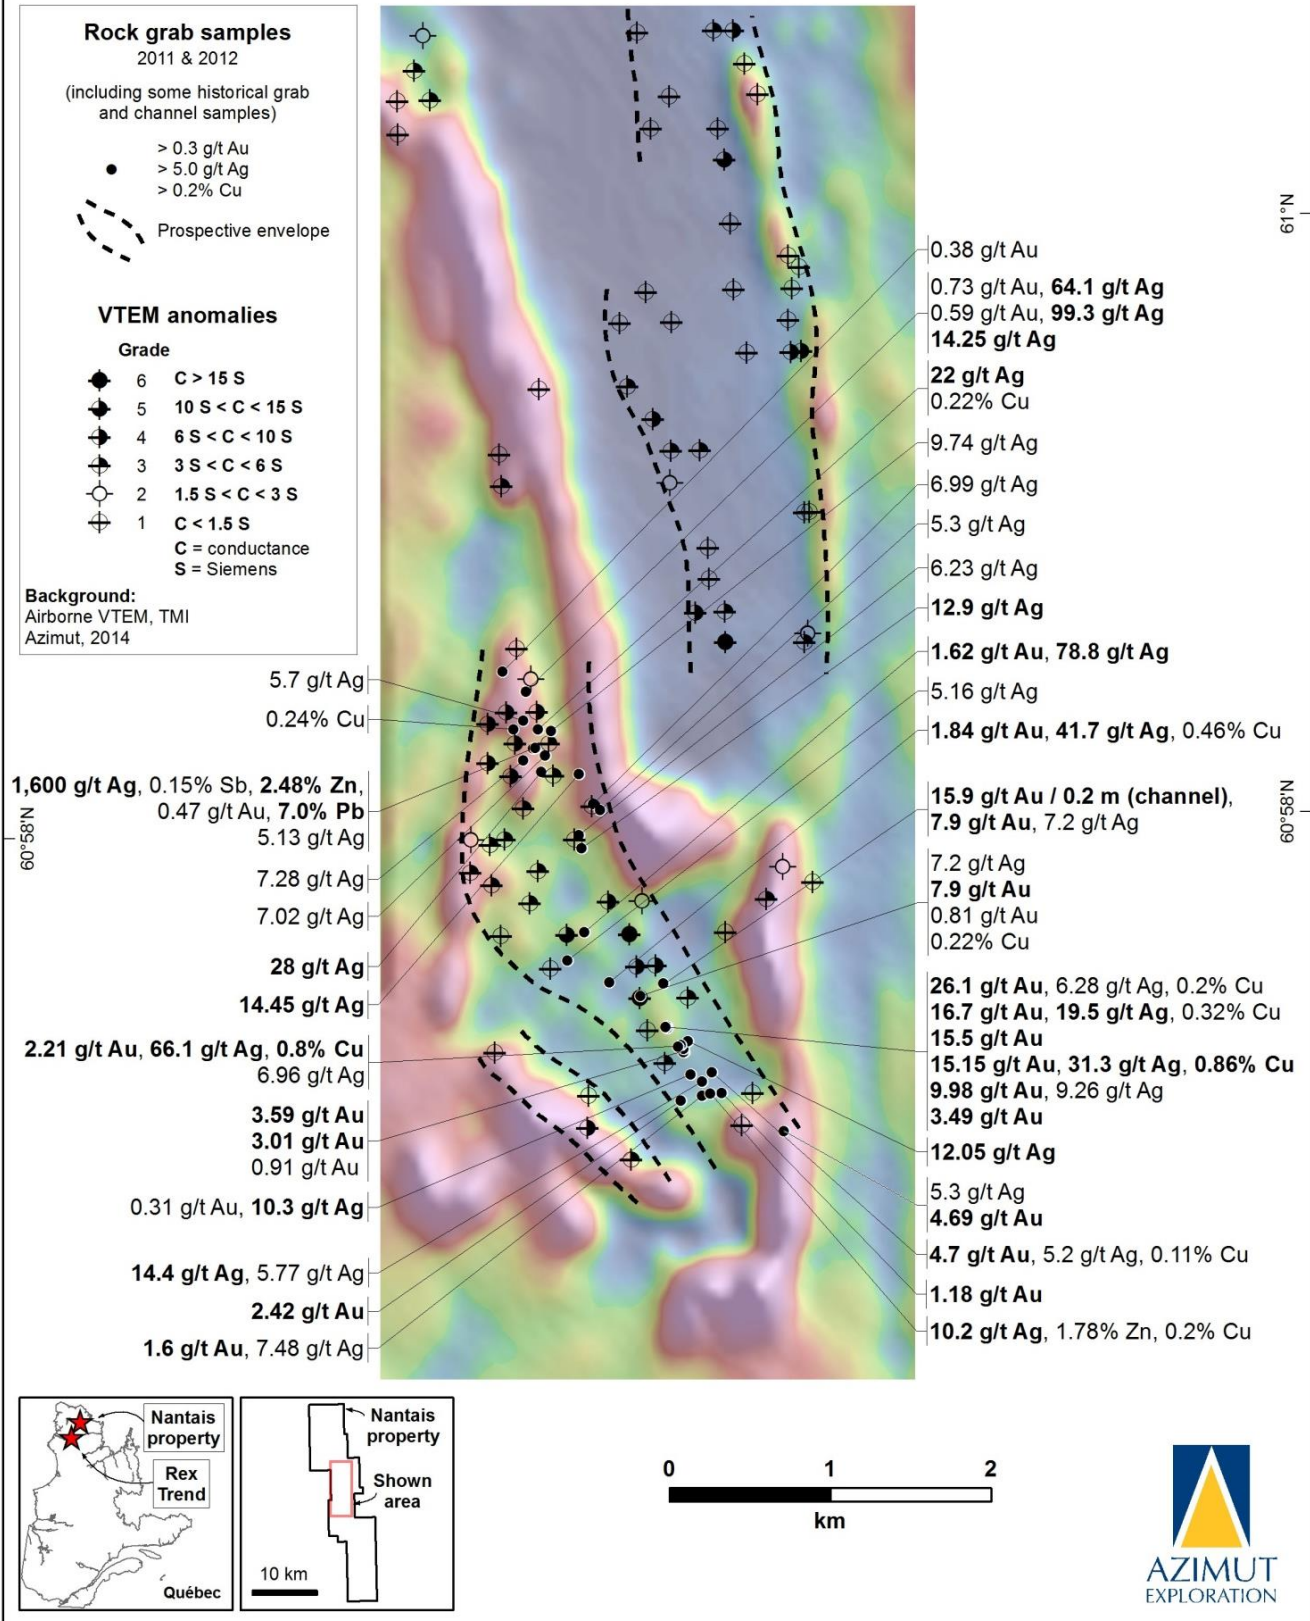 Rock grab samples
2011 & 2012
(including some historical grab
and channel samples)
> 0.3 g/t Au
> 5.0 g/t Ag
> 0.2% Cu
Prospective envelope
VTEM anomalies
Grade
6 C > 15 S
5 10 S < C < 15 S
4 6 S < C < 10 S
3 3 S < C < 6 S
2 1.5 S < C < 3 S
1 C < 1.5 S
C = conductance
S = Siemens
Background:
Airborne VTEM, TMI
Azimut, 2014
5.7 g/t Ag
0.24% Cu
1,600 g/t Ag, 0.15% Sb, 2.48% Zn,
0.47 g/t Au, 7.0% Pb
5.13 g/t Ag
60°58'N
7.28 g/t Ag
7.02 g/t Ag
28 g/t Ag
14.45 g/t Ag
2.21 g/t Au, 66.1 g/t Ag, 0.8% Cu
6.96 g/t Ag
3.59 g/t Au
3.01 g/t Au
0.91 g/t Au
0.31 g/t Au, 10.3 g/t Ag
14.4 g/t Ag, 5.77 g/t Ag
2.42 g/t Au
1.6 g/t Au, 7.48 g/t Ag
61°N
0.38 g/t Au
0.73 g/t Au, 64.1 g/t Ag
0.59 g/t Au, 99.3 g/t Ag
14.25 g/t Ag
22 g/t Ag
0.22% Cu
9.74 g/t Ag
6.99 g/t Ag
5.3 g/t Ag
6.23 g/t Ag
12.9 g/t Ag
1.62 g/t Au, 78.8 g/t Ag
5.16 g/t Ag
1.84 g/t Au, 41.7 g/t Ag, 0.46% Cu
15.9 g/t Au / 0.2 m (channel),
7.9 g/t Au, 7.2 g/t Ag
60°58'N
7.2 g/t Ag
7.9 g/t Au
0.81 g/t Au
0.22% Cu
26.1 g/t Au, 6.28 g/t Ag, 0.2% Cu
16.7 g/t Au, 19.5 g/t Ag, 0.32% Cu
15.5 g/t Au
15.15 g/t Au, 31.3 g/t Ag, 0.86% Cu
9.98 g/t Au, 9.26 g/t Ag
3.49 g/t Au
12.05 g/t Ag
5.3 g/t Ag
4.69 g/t Au
4.7 g/t Au, 5.2 g/t Ag, 0.11% Cu
1.18 g/t Au
10.2 g/t Ag, 1.78% Zn, 0.2% Cu
Nantais
property
Rex
Trend
Québec
Nantais
property
Shown
area
10 km
0 1 2
km
AZIMUT
EXPLORATION